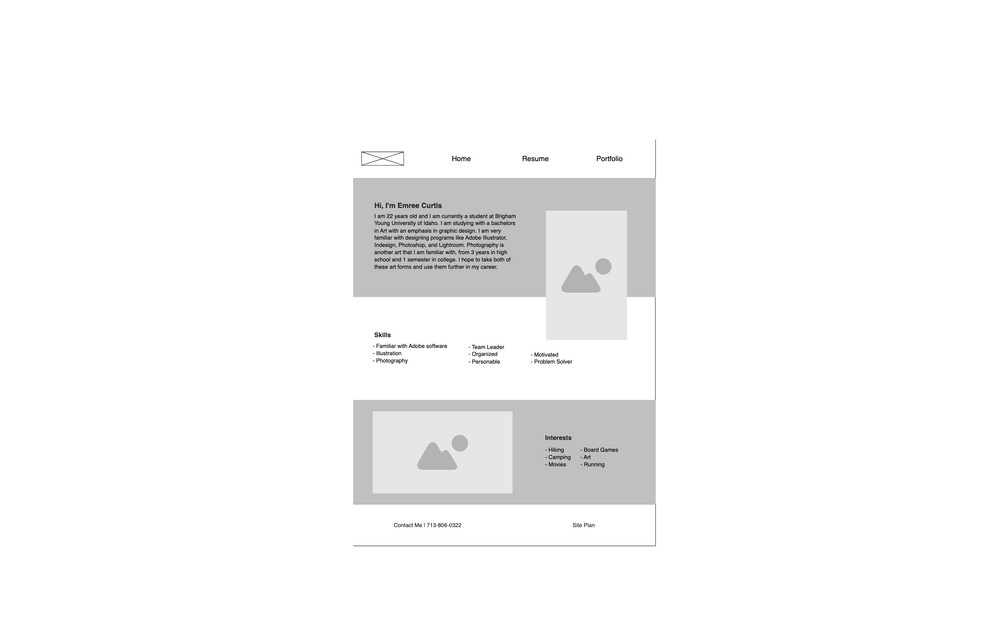 Home
Resume
Portfolio
Hi, I'm Emree Curtis
I am 22 years old and I am currently a student at Brigham
Young University of Idaho. I am studying with a bachelors
in Art with an emphasis in graphic design. I am very
familiar with designing programs like Adobe Illustrator,
Indesign, Photoshop, and Lightroom. Photography is
another art that I am familiar with, from 3 years in high
school and 1 semester in college. I hope to take both of
these art forms and use them further in my career.
Skills
- Familiar with Adobe software
- Illustration
- Photography
- Team Leader
- Organized
- Personable
- Motivated
- Problem Solver
Interests
- Hiking
- Camping
- Movies
- Board Games
- Art
- Running
Contact Me | 713-806-0322
Site Plan